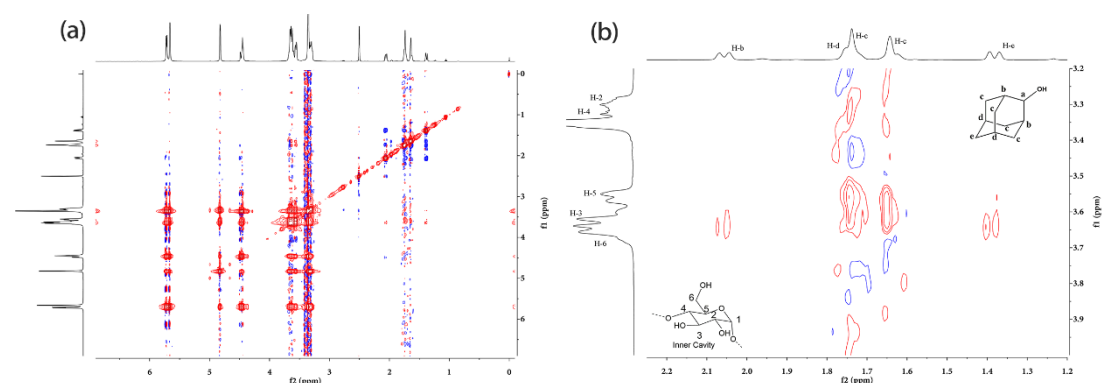 (a)
0
1
2
3
4
5
6
f1 (ppm)
6
5
4
3
2
1
0
f2 (ppm)
(b)
H-b
H-d
H-c
H-c
H-e
H-2
H-4
H-5
H-3
H-6
OH
a
b
c
c
d
c
b
e
d
c
OH
6
4
5
O
O
2
1
HO
3
OH
O
Inner Cavity
3.2
3.3
3.4
3.5
3.6
3.7
3.8
3.9
f1 (ppm)
2.1
2.0
1.9
1.8
1.7
1.6
1.5
1.4
1.3
1.2
f2 (ppm)